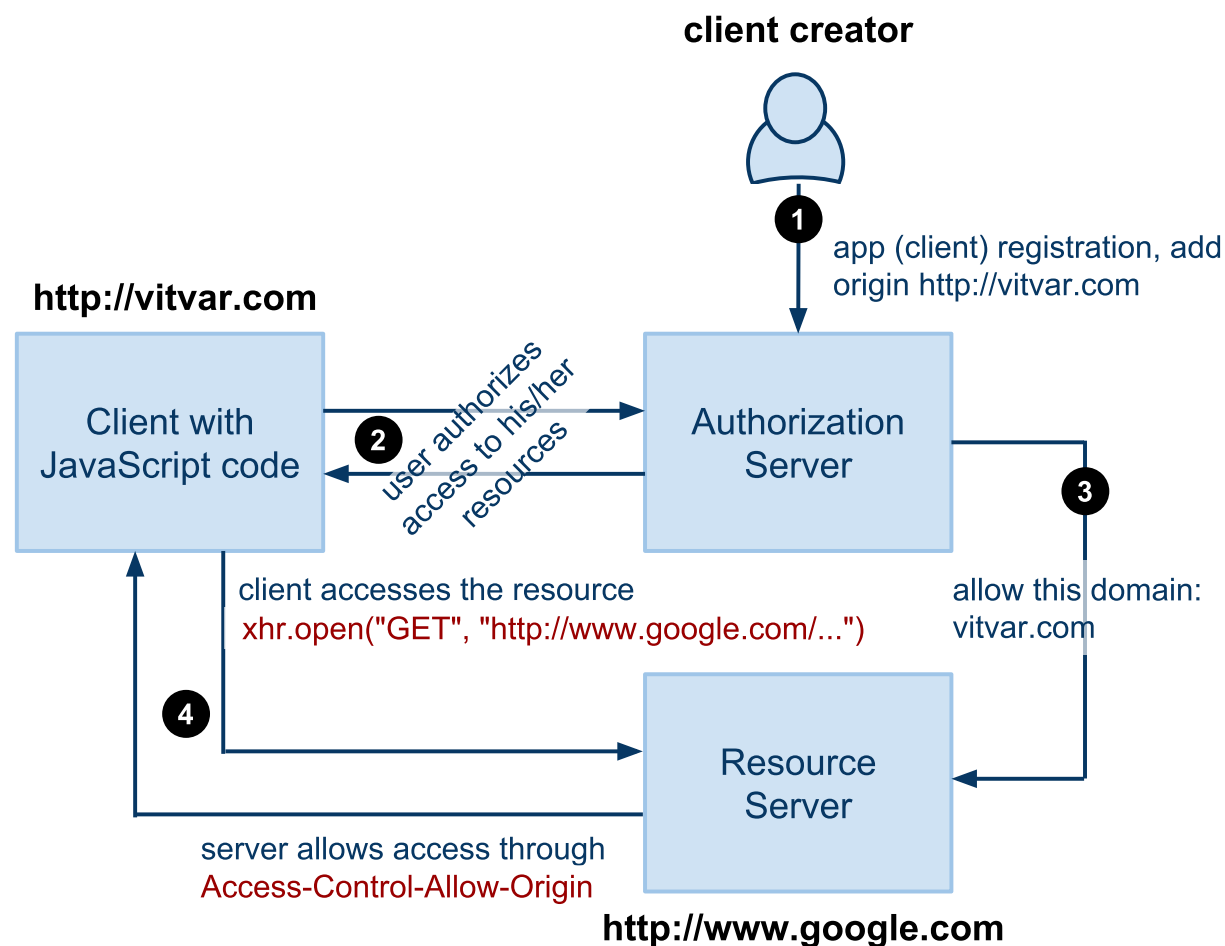 client creator
1
app (client) registration, add
origin http://vitvar.com
http://vitvar.com
Client with
JavaScript code
2
user authorizes
access to his/her
resources
Authorization
Server
3
allow this domain:
vitvar.com
client accesses the resource
xhr.open("GET", "http://www.google.com/...")
4
Resource
Server
server allows access through
Access-Control-Allow-Origin
http://www.google.com